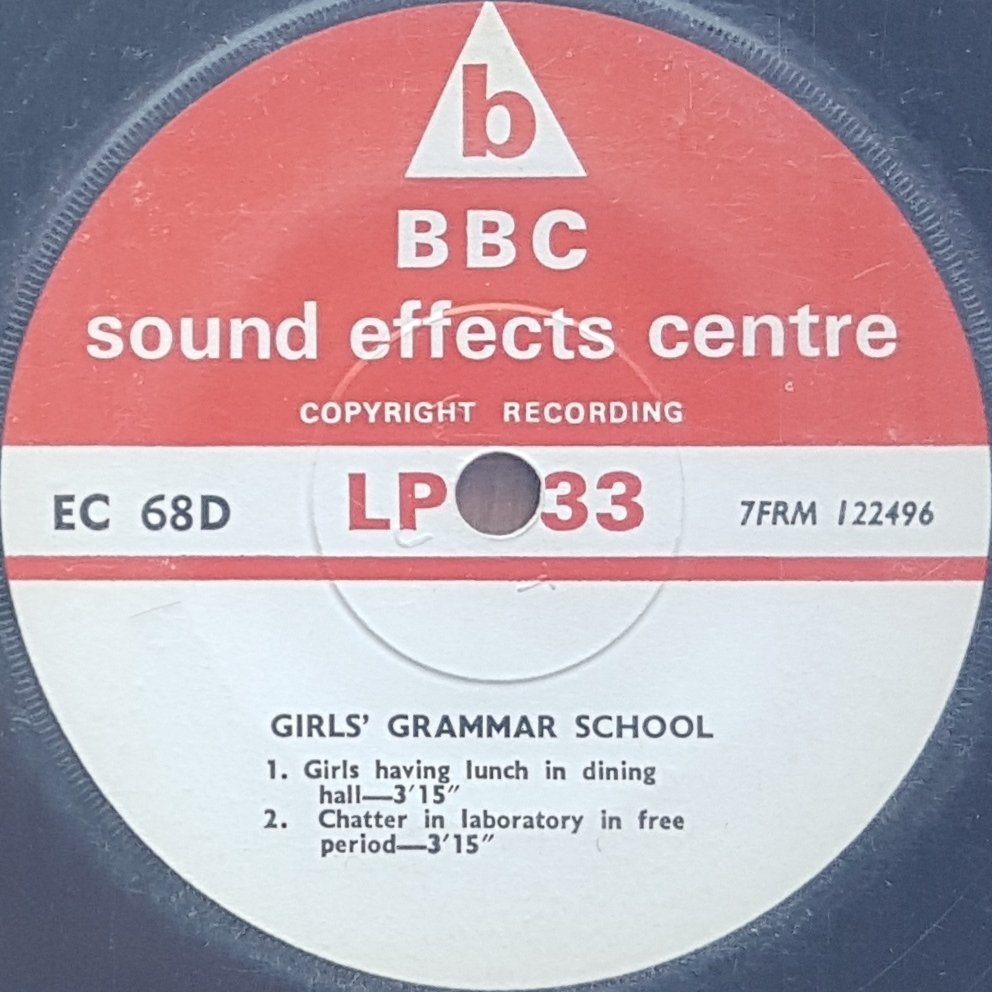 b
BBC
sound effects centre
COPYRIGHT RECORDING
EC 68D LP 33 7FRM 122496
GIRLS' GRAMMAR SCHOOL
1. Girls having lunch in dining
hall—3'15"
2. Chatter in laboratory in free
period—3'15"